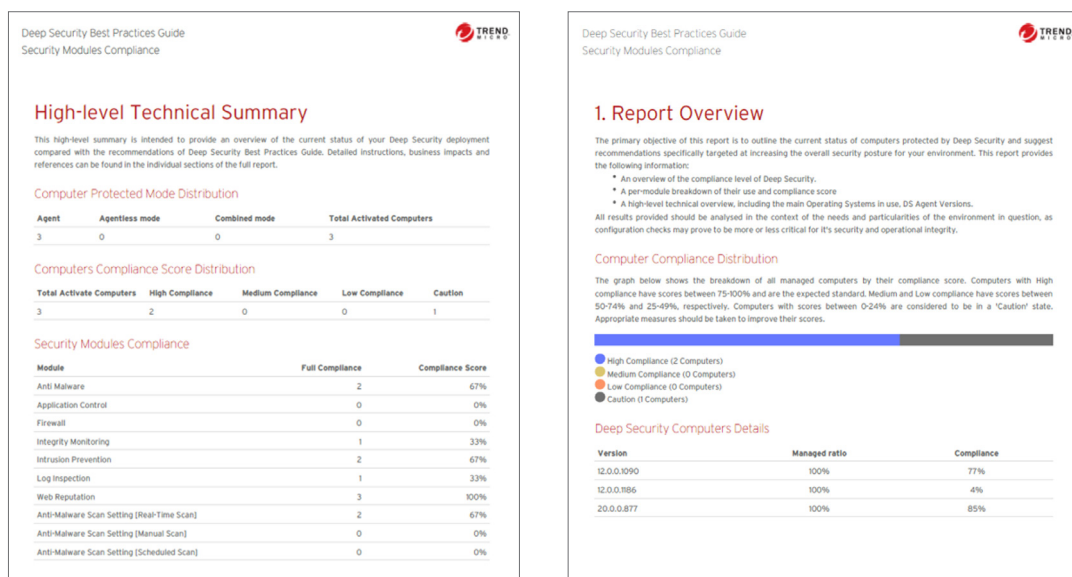 Deep Security Best Practices Guide
Security Modules Compliance
TREND
MICRO
High-level Technical Summary
This high-level summary is intended to provide an overview of the current status of your Deep Security deployment
compared with the recommendations of Deep Security Best Practices Guide. Detailed instructions, business impacts and
references can be found in the individual sections of the full report.
Computer Protected Mode Distribution
Agent Agentless mode Combined mode Total Activated Computers
3 0 0 3
Computers Compliance Score Distribution
Total Activate Computers High Compliance Medium Compliance Low Compliance Caution
3 2 0 0 1
Security Modules Compliance
Module Full Compliance Compliance Score
Anti Malware 2 67%
Application Control 0 0%
Firewall 0 0%
Integrity Monitoring 1 33%
Intrusion Prevention 2 67%
Log Inspection 1 33%
Web Reputation 3 100%
Anti-Malware Scan Setting [Real-Time Scan] 2 67%
Anti-Malware Scan Setting [Manual Scan] 0 0%
Anti-Malware Scan Setting [Scheduled Scan] 0 0%
Deep Security Best Practices Guide
Security Modules Compliance
TREND
MICRO
1. Report Overview
The primary objective of this report is to outline the current status of computers protected by Deep Security and suggest
recommendations specifically targeted at increasing the overall security posture for your environment. This report provides
the following information:
• An overview of the compliance level of Deep Security.
• A per-module breakdown of their use and compliance score
• A high-level technical overview, including the main Operating Systems in use, DS Agent Versions.
All results provided should be analysed in the context of the needs and particularities of the environment in question, as
configuration checks may prove to be more or less critical for it's security and operational integrity.
Computer Compliance Distribution
The graph below shows the breakdown of all managed computers by their compliance score. Computers with High
compliance have scores between 75-100% and are the expected standard. Medium and Low compliance have scores between
50-74% and 25-49%, respectively. Computers with scores between 0-24% are considered to be in a 'Caution' state.
Appropriate measures should be taken to improve their scores.
High Compliance (2 Computers)
Medium Compliance (0 Computers)
Low Compliance (0 Computers)
Caution (1 Computers)
Deep Security Computers Details
Version Managed ratio Compliance
12.0.0.1090 100% 77%
12.0.0.1186 100% 4%
20.0.0.877 100% 85%